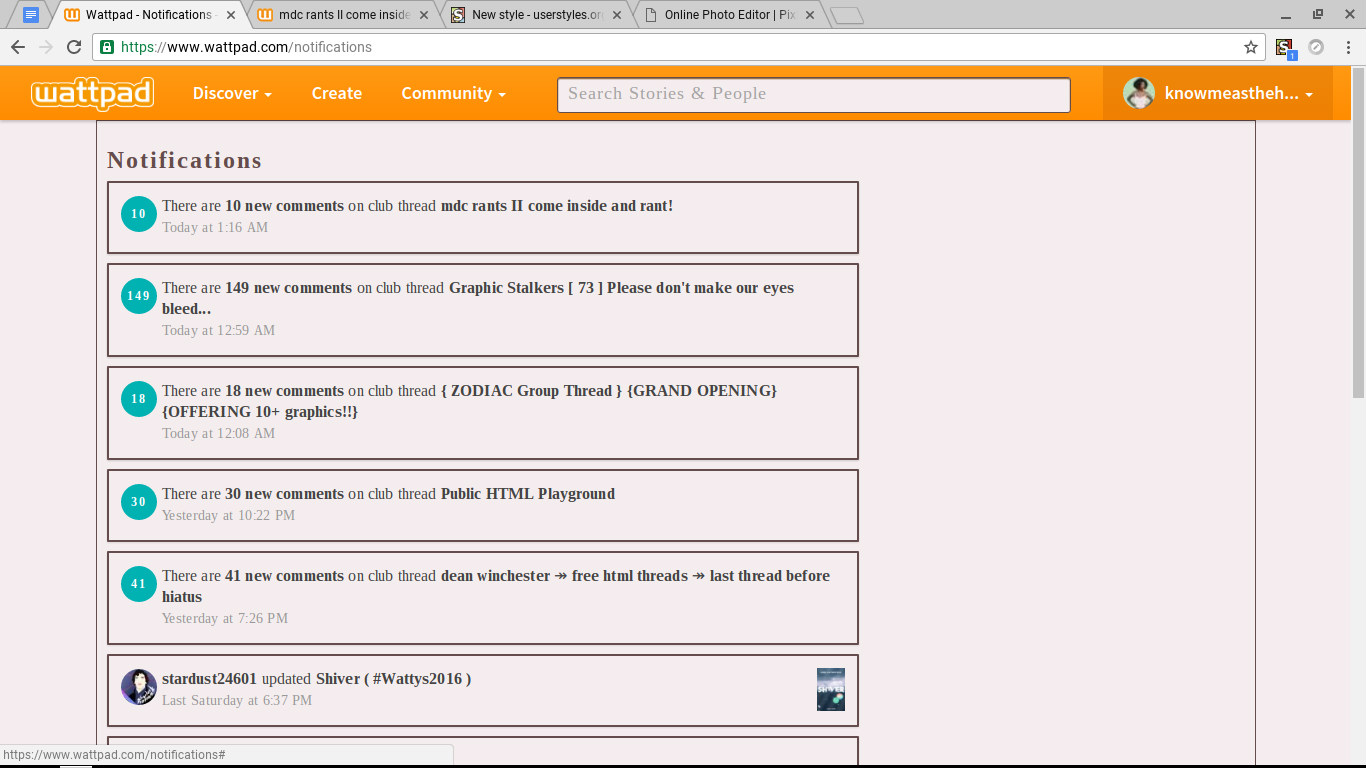 Wattpad - Notifications -
mdc rants II come inside
New style - userstyles.or
Online Photo Editor | Pix
https://www.wattpad.com/notifications
S
1
wattpad
Discover
Create
Community
Search Stories & People
knowmeastheh...
Notifications
10
There are 10 new comments on club thread mdc rants II come inside and rant!
Today at 1:16 AM
149
There are 149 new comments on club thread Graphic Stalkers [ 73 ] Please don't make our eyes
bleed...
Today at 12:59 AM
18
There are 18 new comments on club thread { ZODIAC Group Thread } {GRAND OPENING}
{OFFERING 10+ graphics!!}
Today at 12:08 AM
30
There are 30 new comments on club thread Public HTML Playground
Yesterday at 10:22 PM
41
There are 41 new comments on club thread dean winchester ↠ free html threads ↠ last thread before
hiatus
Yesterday at 7:26 PM
stardust24601 updated Shiver ( #Wattys2016 )
Last Saturday at 6:37 PM
SHIVER
https://www.wattpad.com/notifications#